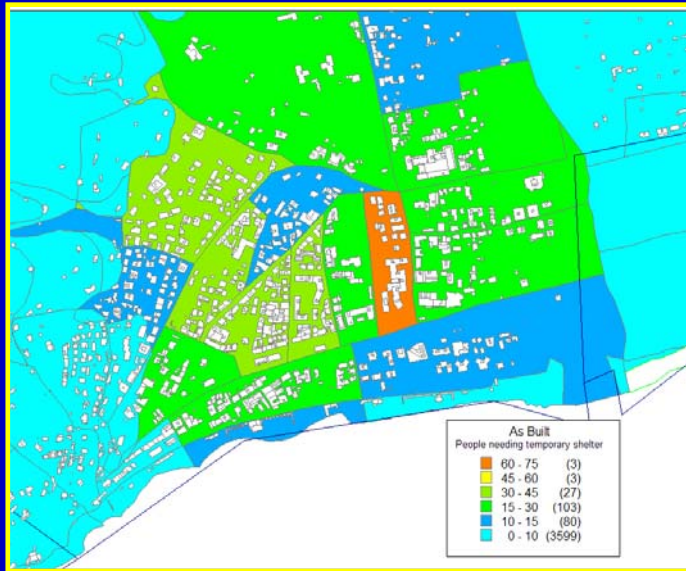 As Built
People needing temporary shelter
60 - 75 (3)
45 - 60 (3)
30 - 45 (27)
15 - 30 (103)
10 - 15 (80)
0 - 10 (3599)